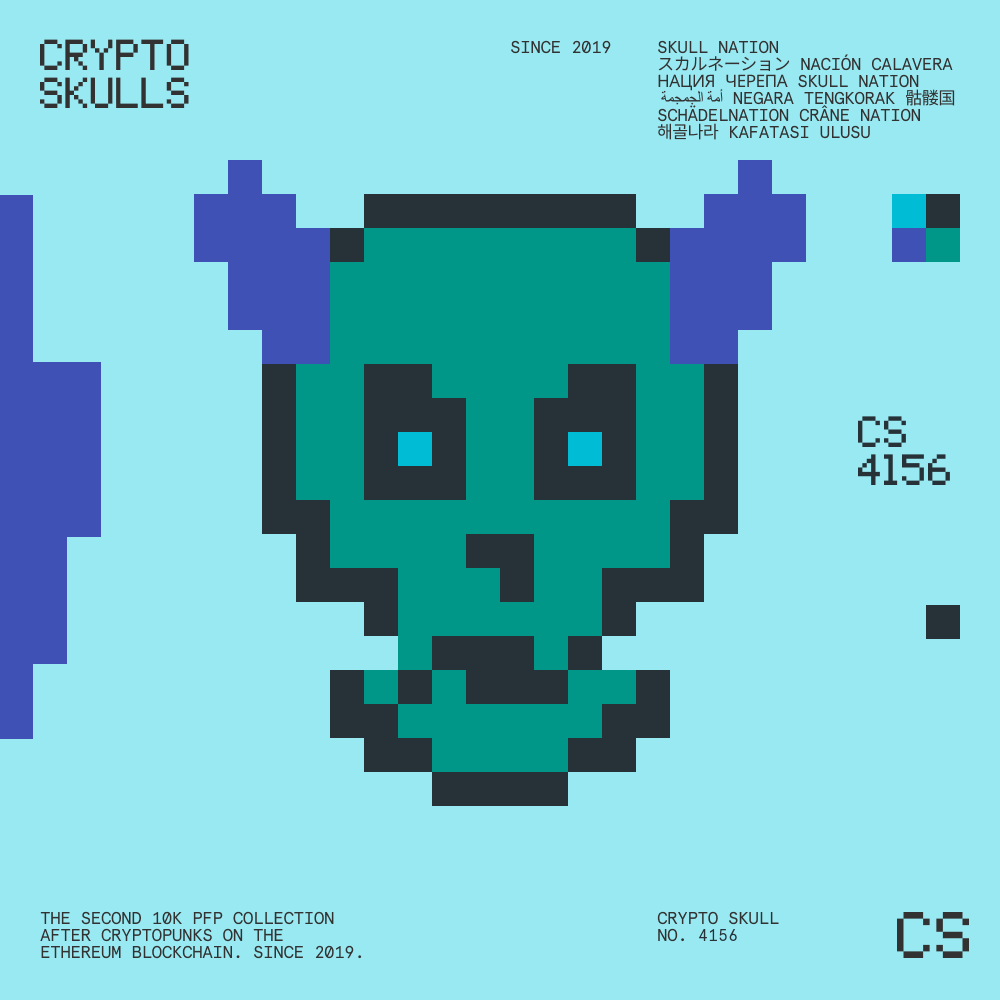 CRYPTO
SKULLS
SINCE 2019
SKULL NATION
スカルネーション NACIÓN CALAVERA
НАЦИЯ ЧЕРЕПА SKULL NATION
أمة الجمجمة NEGARA TENGKORAK 骷髅国
SCHÄDELNATION CRÂNE NATION
해골나라 KAFATASI ULUSU
CS
4156
THE SECOND 10K PFP COLLECTION
AFTER CRYPTOPUNKS ON THE
ETHEREUM BLOCKCHAIN. SINCE 2019.
CRYPTO SKULL
NO. 4156
CS